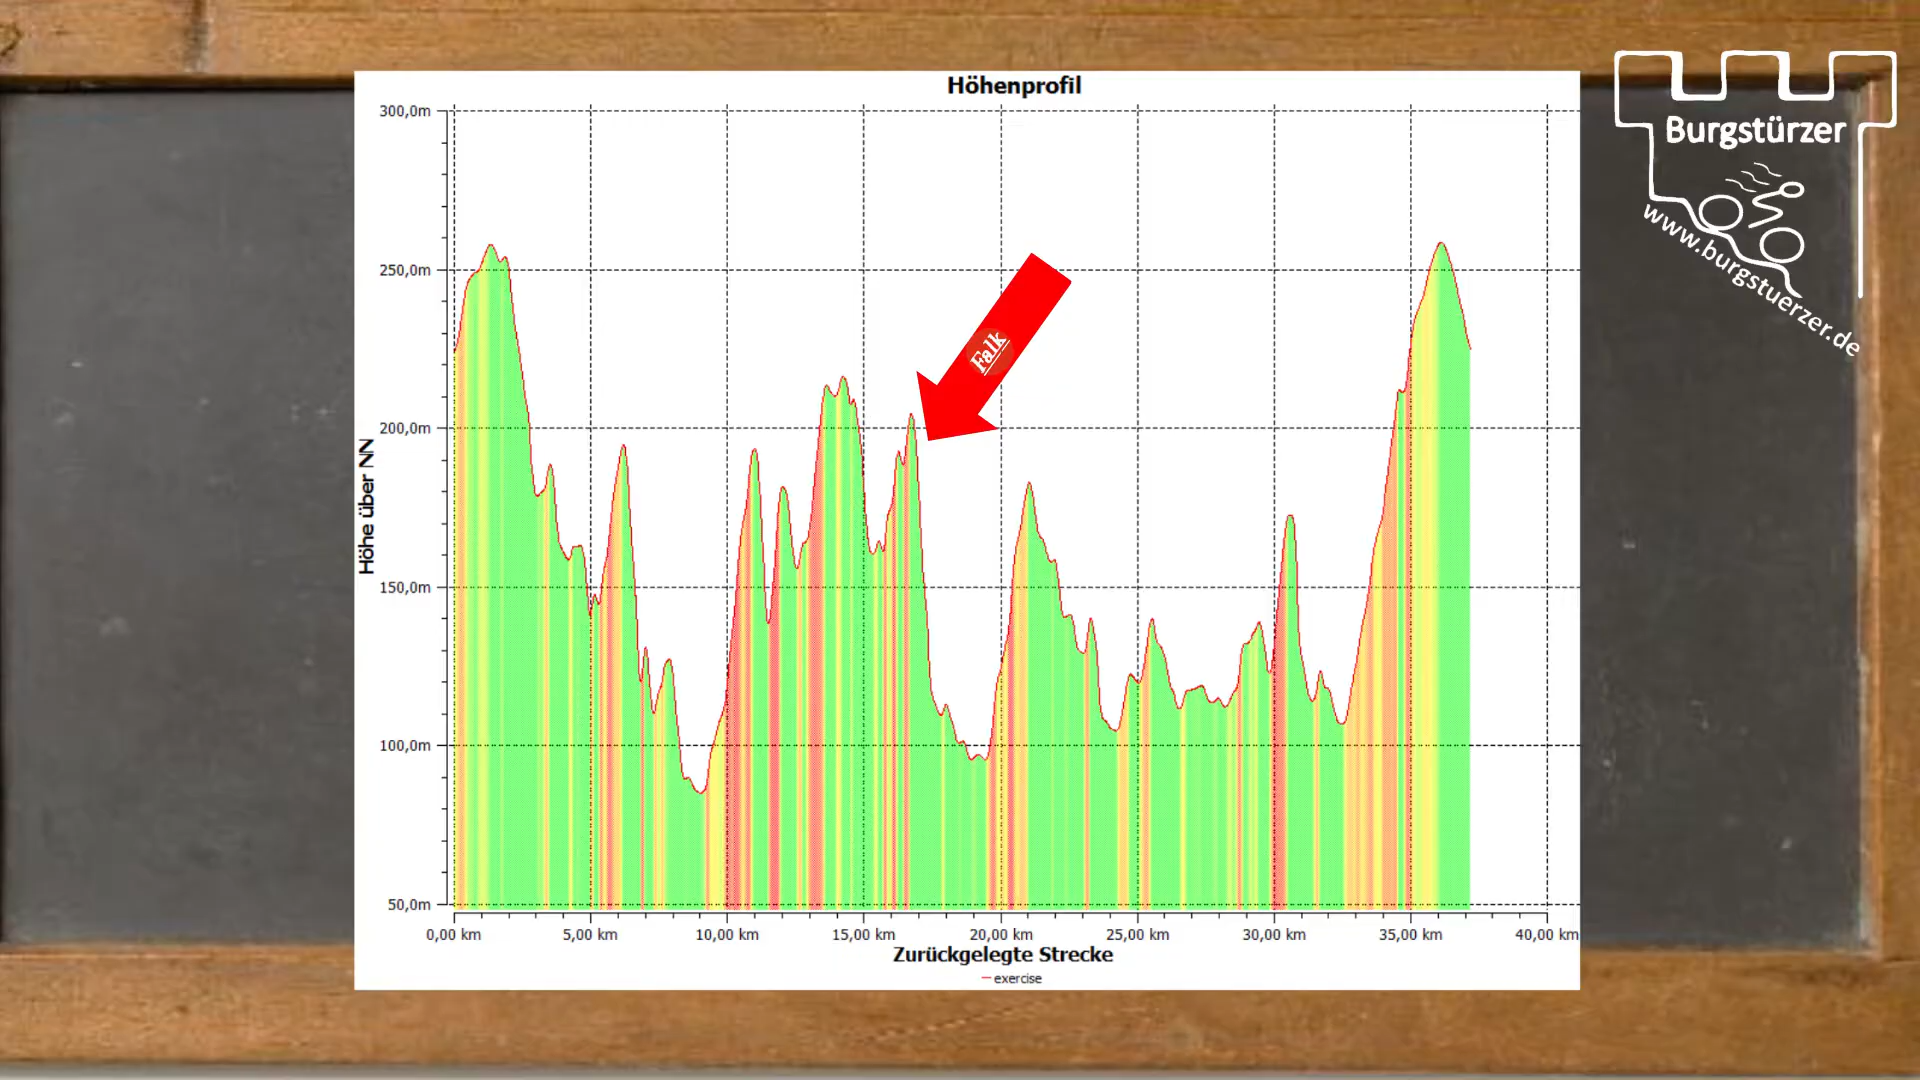 Höhenprofil
Burgstürzer
www.burgstuerzer.de
300,0m
250,0m
200,0m
150,0m
100,0m
50,0m
Höhe über NN
Falk
0,00 km
5,00 km
10,00 km
15,00 km
20,00 km
25,00 km
30,00 km
35,00 km
40,00 km
Zurückgelegte Strecke
exercise